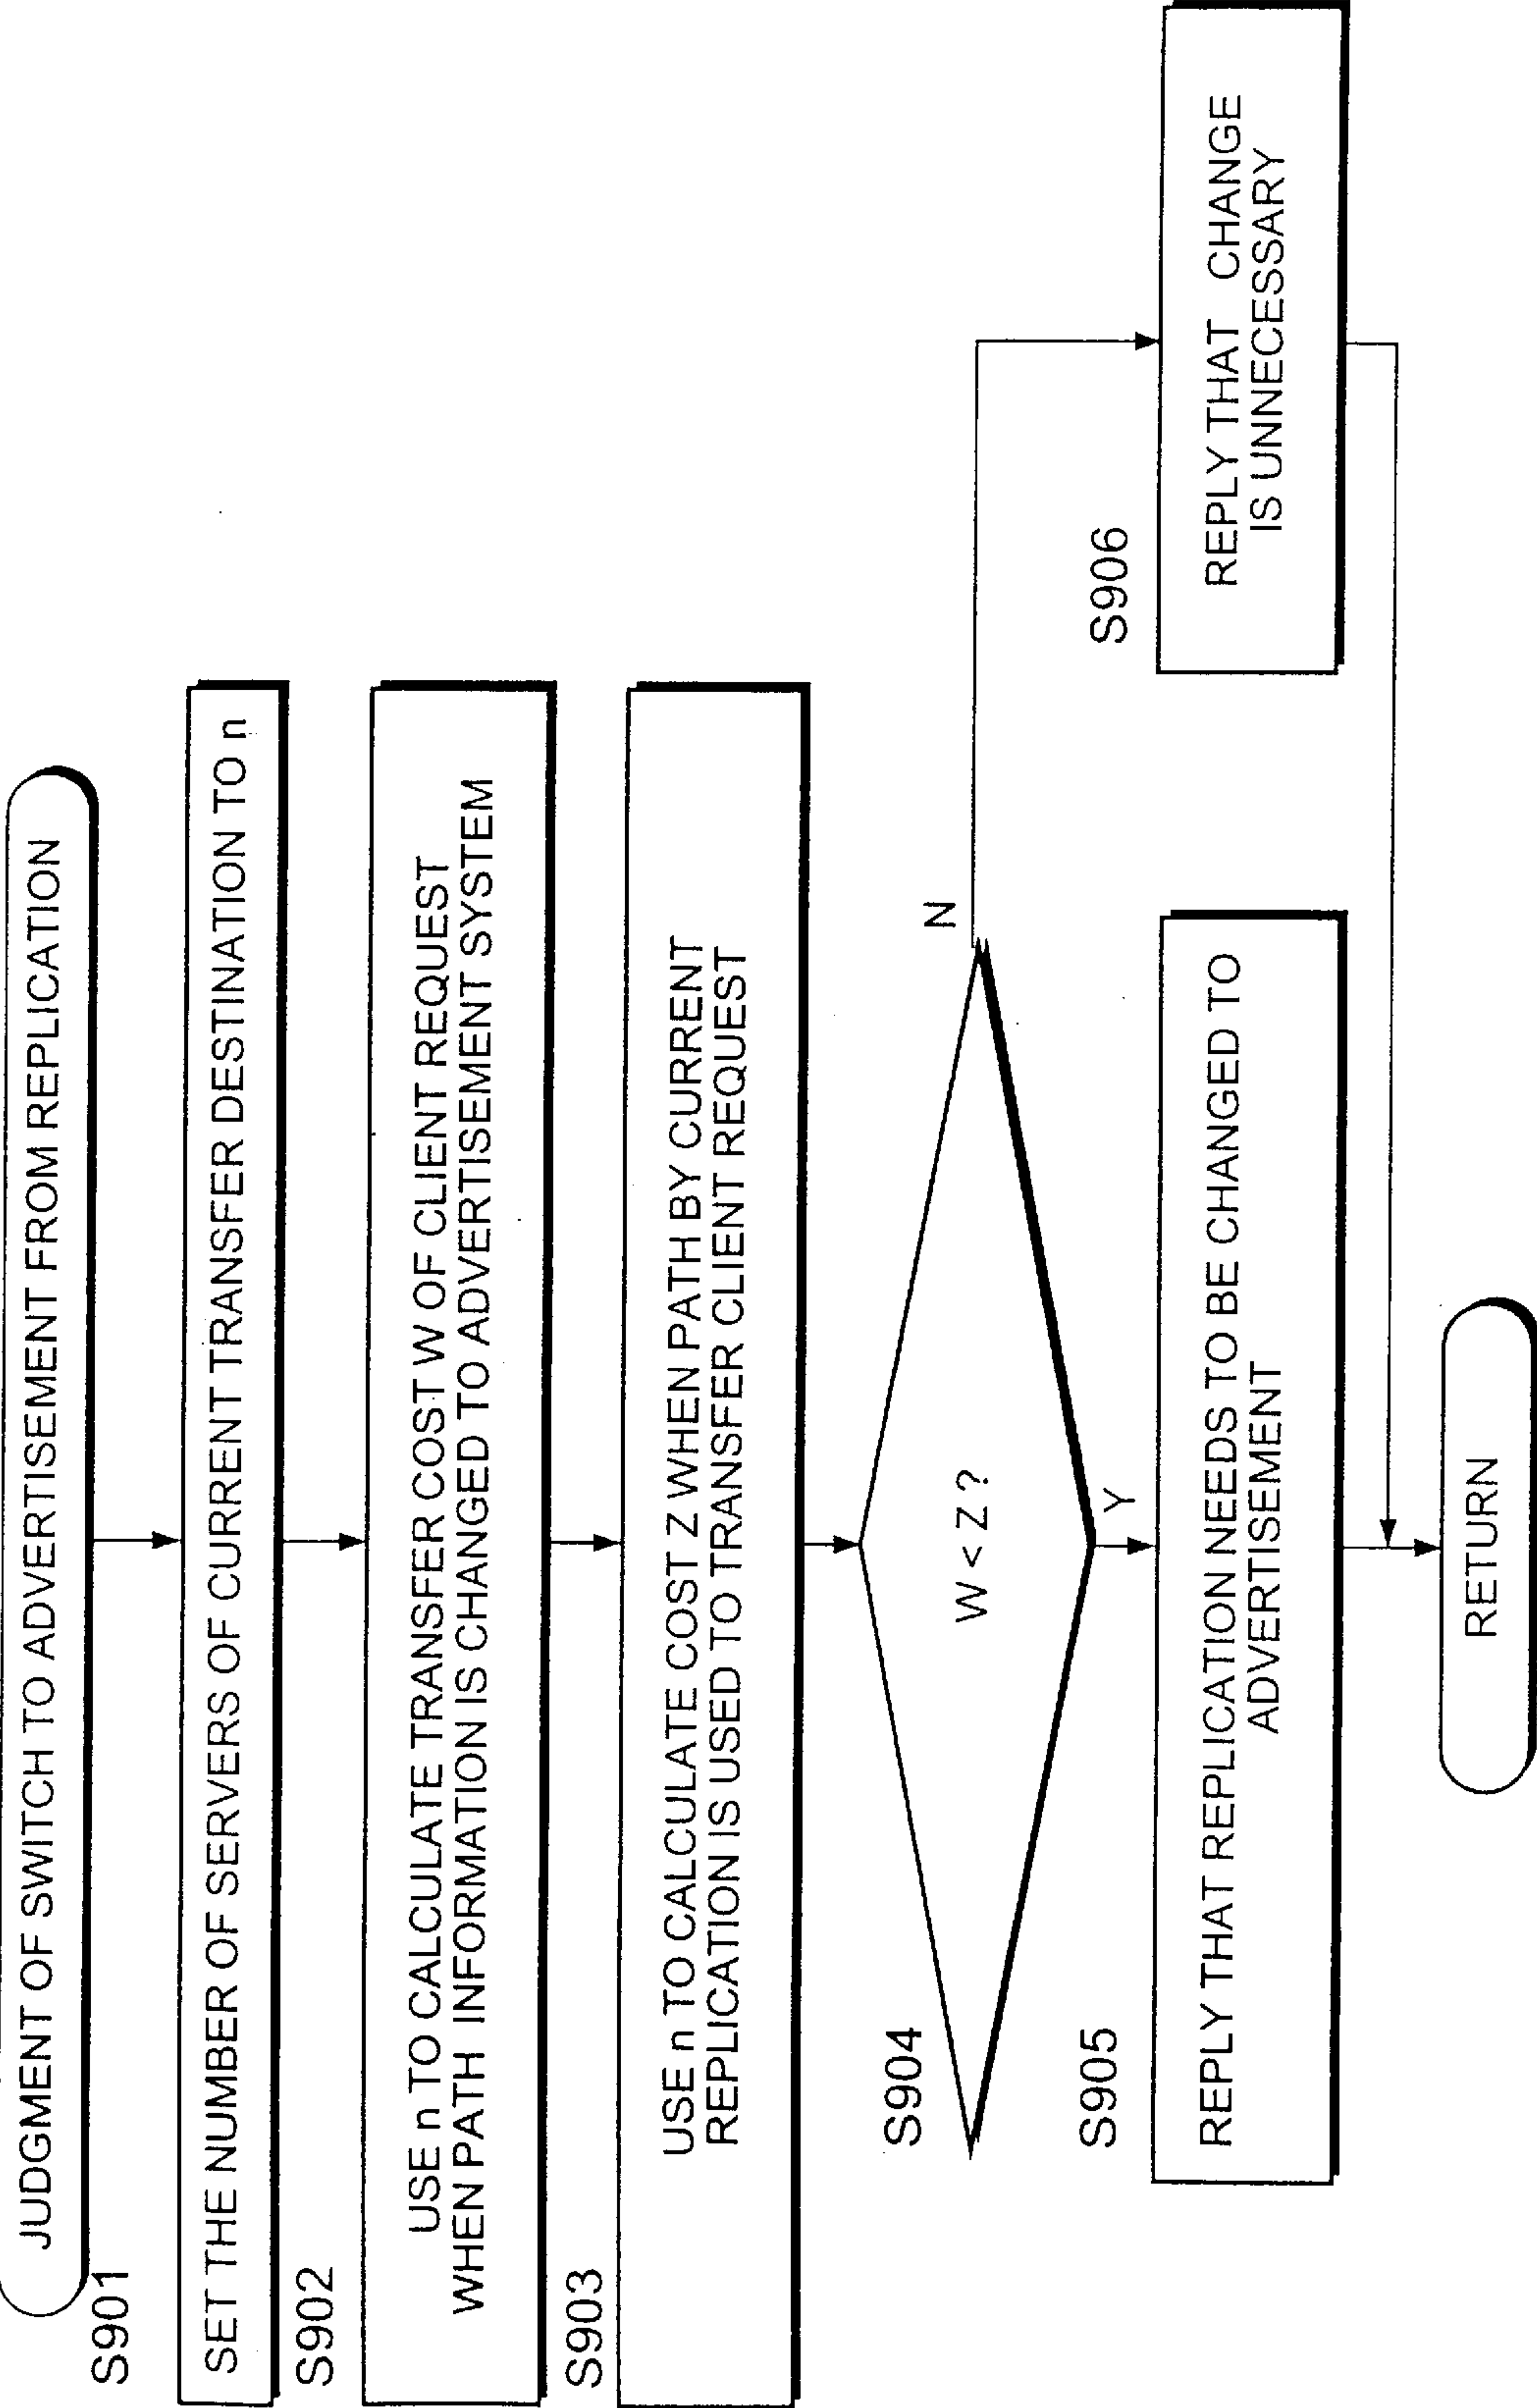 JUDGMENT OF SWITCH TO ADVERTISEMENT FROM REPLICATION
S901
SET THE NUMBER OF SERVERS OF CURRENT TRANSFER DESTINATION TO n
S902
USE n TO CALCULATE TRANSFER COST W OF CLIENT REQUEST
WHEN PATH INFORMATION IS CHANGED TO ADVERTISEMENT SYSTEM
S903
USE n TO CALCULATE COST Z WHEN PATH BY CURRENT
REPLICATION IS USED TO TRANSFER CLIENT REQUEST
S904
W < Z ?
N
Y
S905
REPLY THAT REPLICATION NEEDS TO BE CHANGED TO
ADVERTISEMENT
S906
REPLY THAT CHANGE
IS UNNECESSARY
RETURN